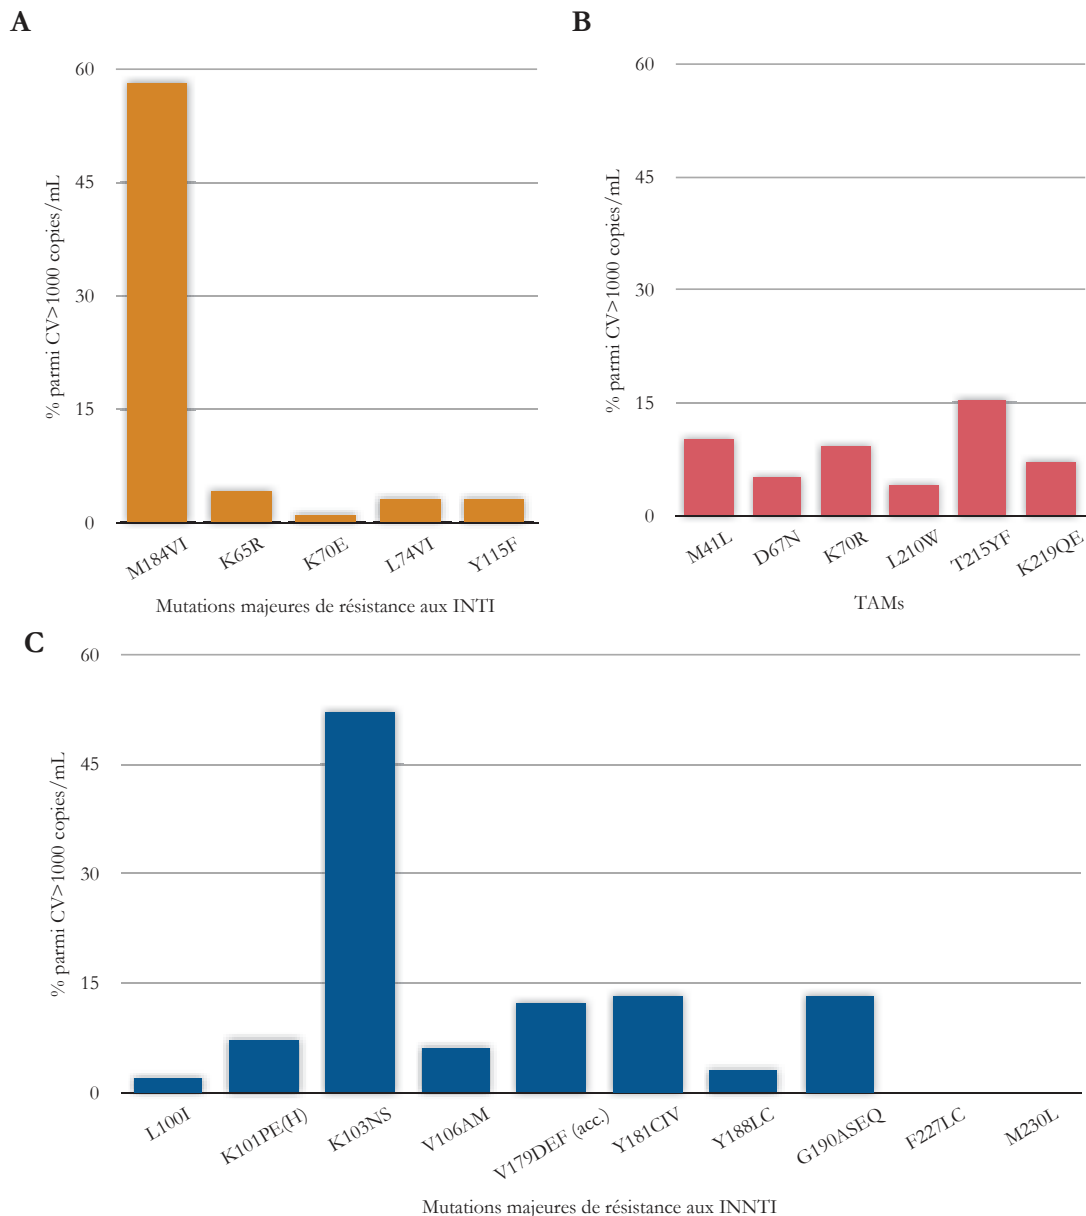 A
% parmi CV>1000 copies/mL
60
45
30
15
0
M184VI
K65R
K70E
L74VI
Y115F
Mutations majeures de résistance aux INTI
B
% parmi CV>1000 copies/mL
60
45
30
15
0
M41L
D67N
K70R
L210W
T215YF
K219QE
TAMs
C
% parmi CV>1000 copies/mL
60
45
30
15
0
L100I
K101PE(H)
K103NS
V106AM
V179DEF (acc.)
Y181CIV
Y188LC
G190ASEQ
F227LC
M230L
Mutations majeures de résistance aux INNTI